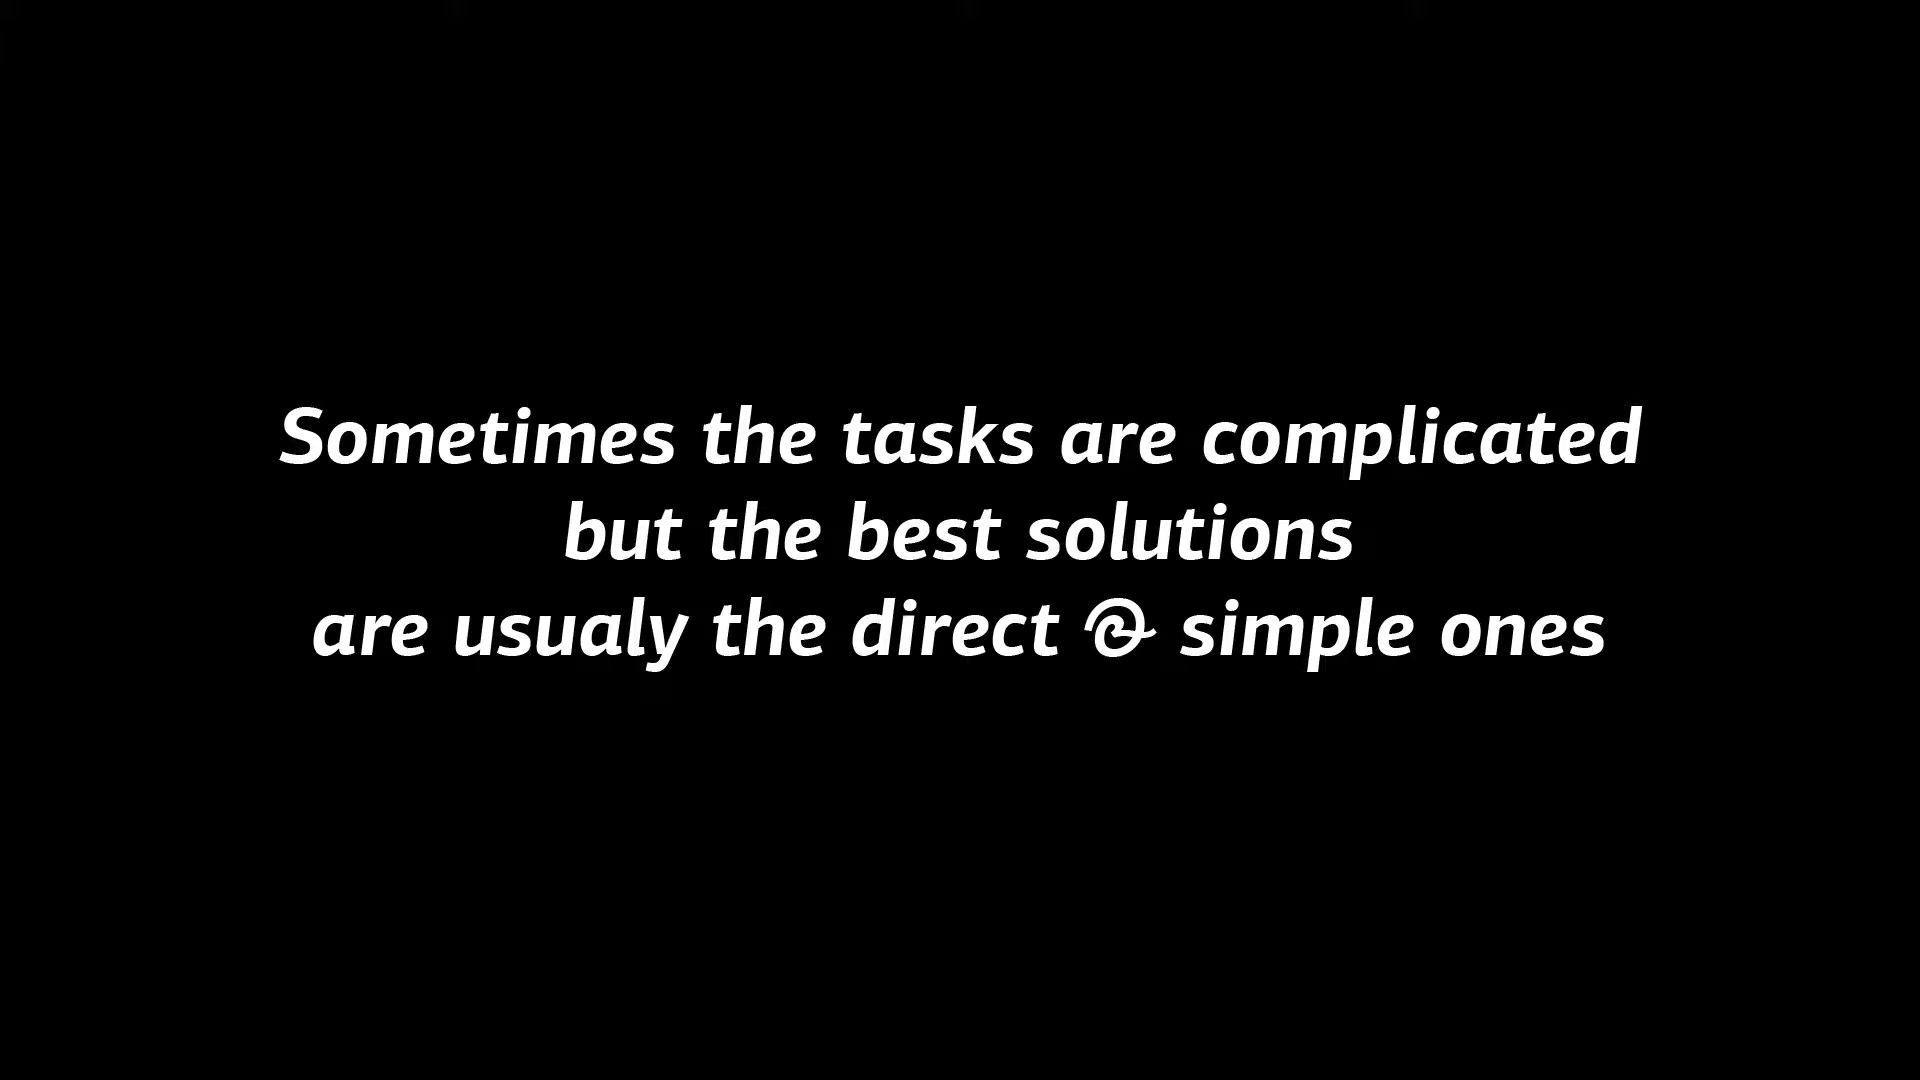 Sometimes the tasks are complicated
but the best solutions
are usualy the direct & simple ones